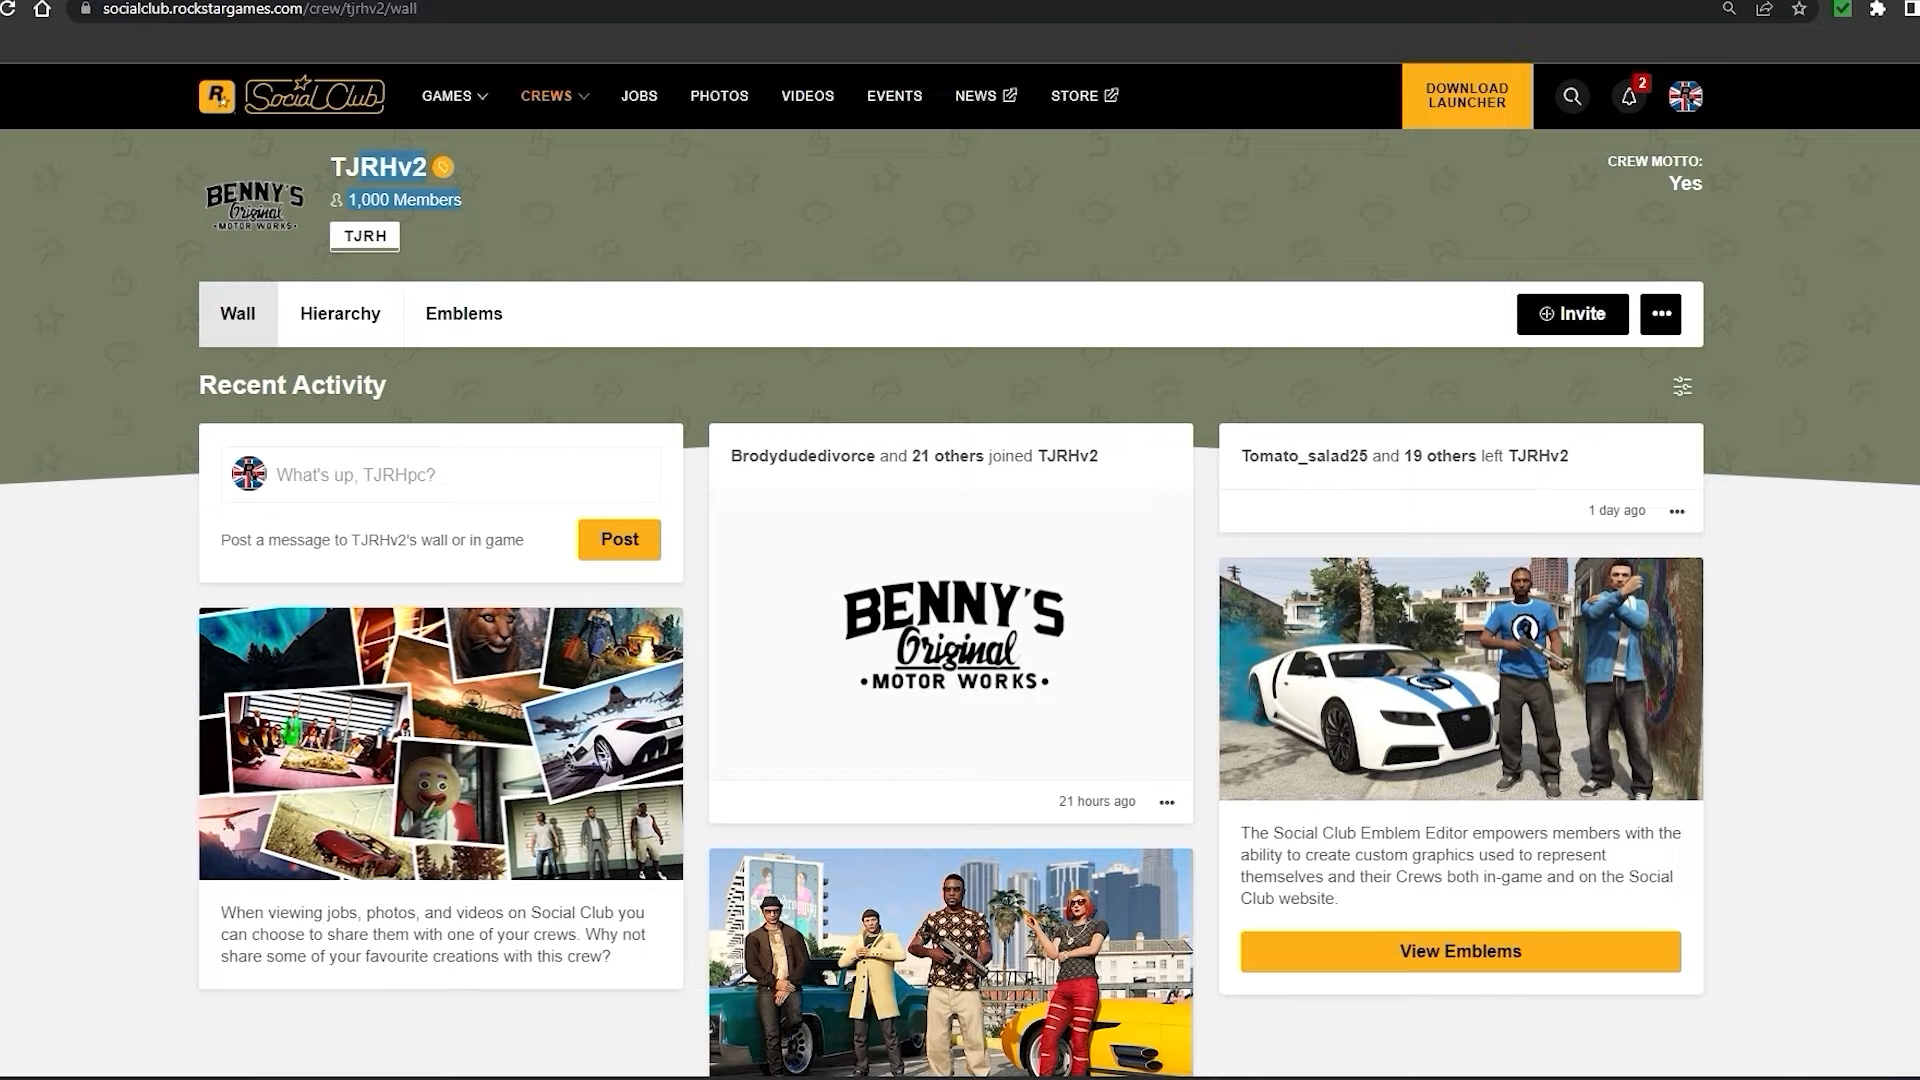 socialclub.rockstargames.com/crew/tjrhv2/wall
R Social Club
GAMES
CREWS
JOBS
PHOTOS
VIDEOS
EVENTS
NEWS
STORE
DOWNLOAD
LAUNCHER
2
BENNY'S
Original
•MOTOR WORKS•
TJRHv2
1,000 Members
TJRH
CREW MOTTO:
Yes
Wall
Hierarchy
Emblems
Invite
Recent Activity
What's up, TJRHpc?
Post a message to TJRHv2's wall or in game
Post
When viewing jobs, photos, and videos on Social Club you
can choose to share them with one of your crews. Why not
share some of your favourite creations with this crew?
Brodydudedivorce and 21 others joined TJRHv2
BENNY'S
Original
•MOTOR WORKS•
21 hours ago
Tomato_salad25 and 19 others left TJRHv2
1 day ago
The Social Club Emblem Editor empowers members with the
ability to create custom graphics used to represent
themselves and their Crews both in-game and on the Social
Club website.
View Emblems